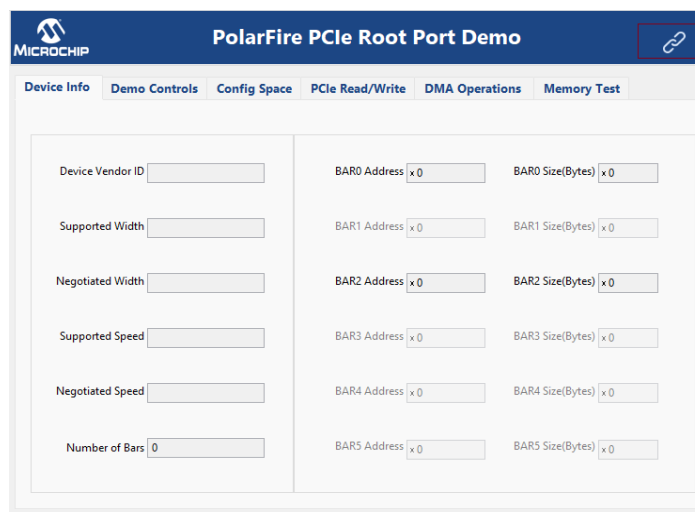 MICROCHIP
PolarFire PCIe Root Port Demo
Device Info Demo Controls Config Space PCIe Read/Write DMA Operations Memory Test
Device Vendor ID
BAR0 Address x 0
BAR0 Size(Bytes) x 0
Supported Width
BAR1 Address x 0
BAR1 Size(Bytes) x 0
Negotiated Width
BAR2 Address x 0
BAR2 Size(Bytes) x 0
Supported Speed
BAR3 Address x 0
BAR3 Size(Bytes) x 0
Negotiated Speed
BAR4 Address x 0
BAR4 Size(Bytes) x 0
Number of Bars 0
BAR5 Address x 0
BAR5 Size(Bytes) x 0